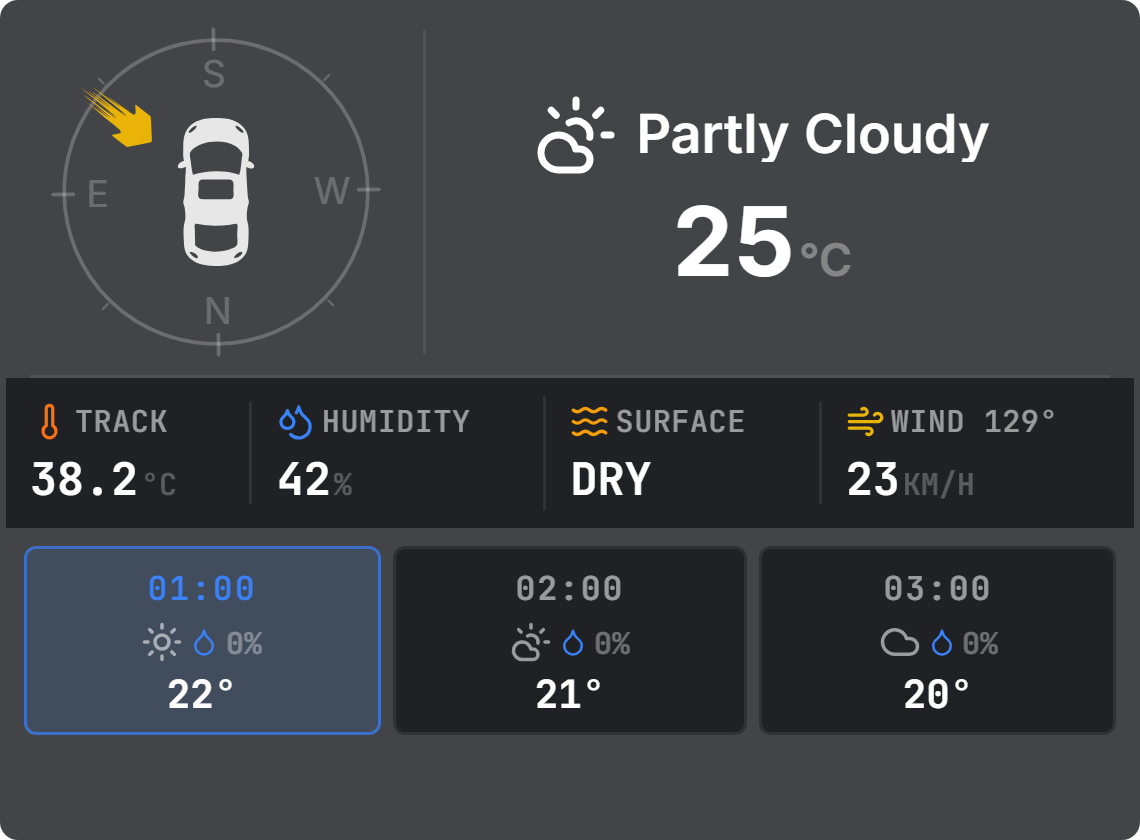 S
E
W
N
Partly Cloudy
25°C
TRACK
38.2°C
HUMIDITY
42%
SURFACE
DRY
WIND 129°
23KM/H
01:00
0%
22°
02:00
0%
21°
03:00
0%
20°